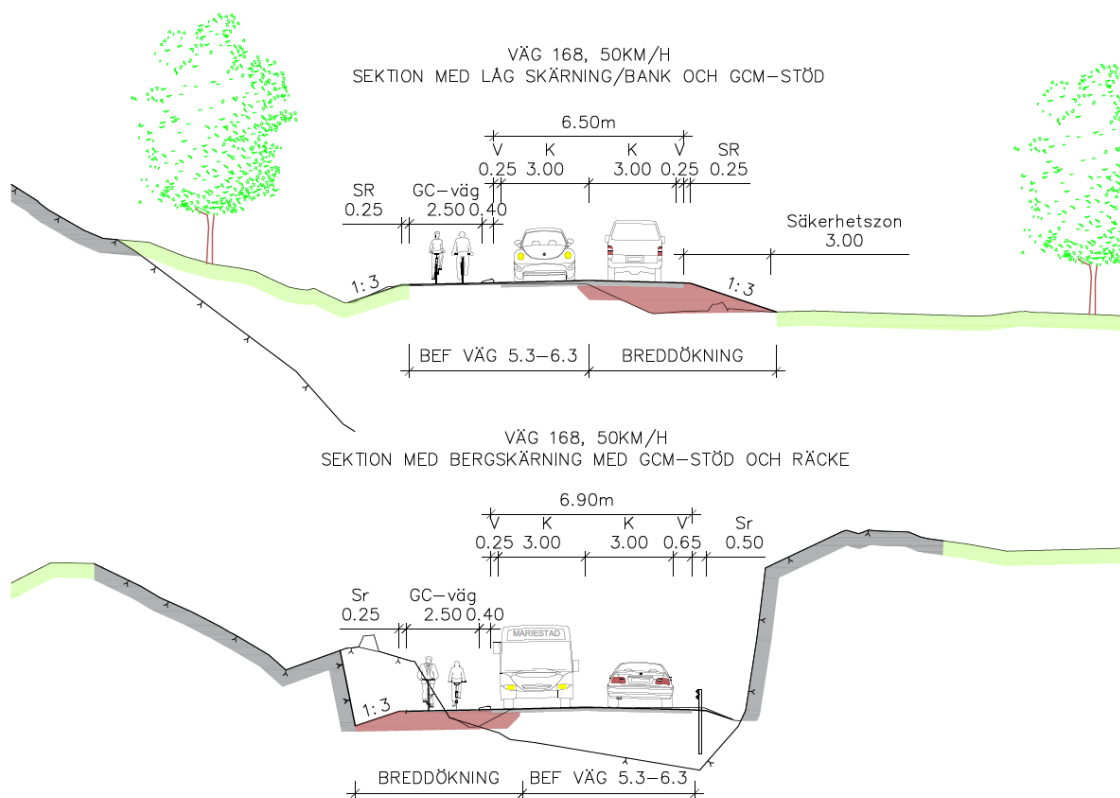 VÄG 168, 50KM/H
SEKTION MED LÅG SKÄRNING/BANK OCH GCM-STÖD
6.50m
V K K V SR
0.25 3.00 3.00 0.25 0.25
SR GC-väg
0.25 2.50 0.40
Säkerhetszon
3.00
1:3 1:3
BEF VÄG 5.3-6.3 BREDDÖKNING
VÄG 168, 50KM/H
SEKTION MED BERGSKÄRNING MED GCM-STÖD OCH RÄCKE
6.90m
V K K V Sr
0.25 3.00 3.00 0.65 0.50
Sr GC-väg
0.25 2.50 0.40
MARIESTAD
1:3
BREDDÖKNING BEF VÄG 5.3-6.3